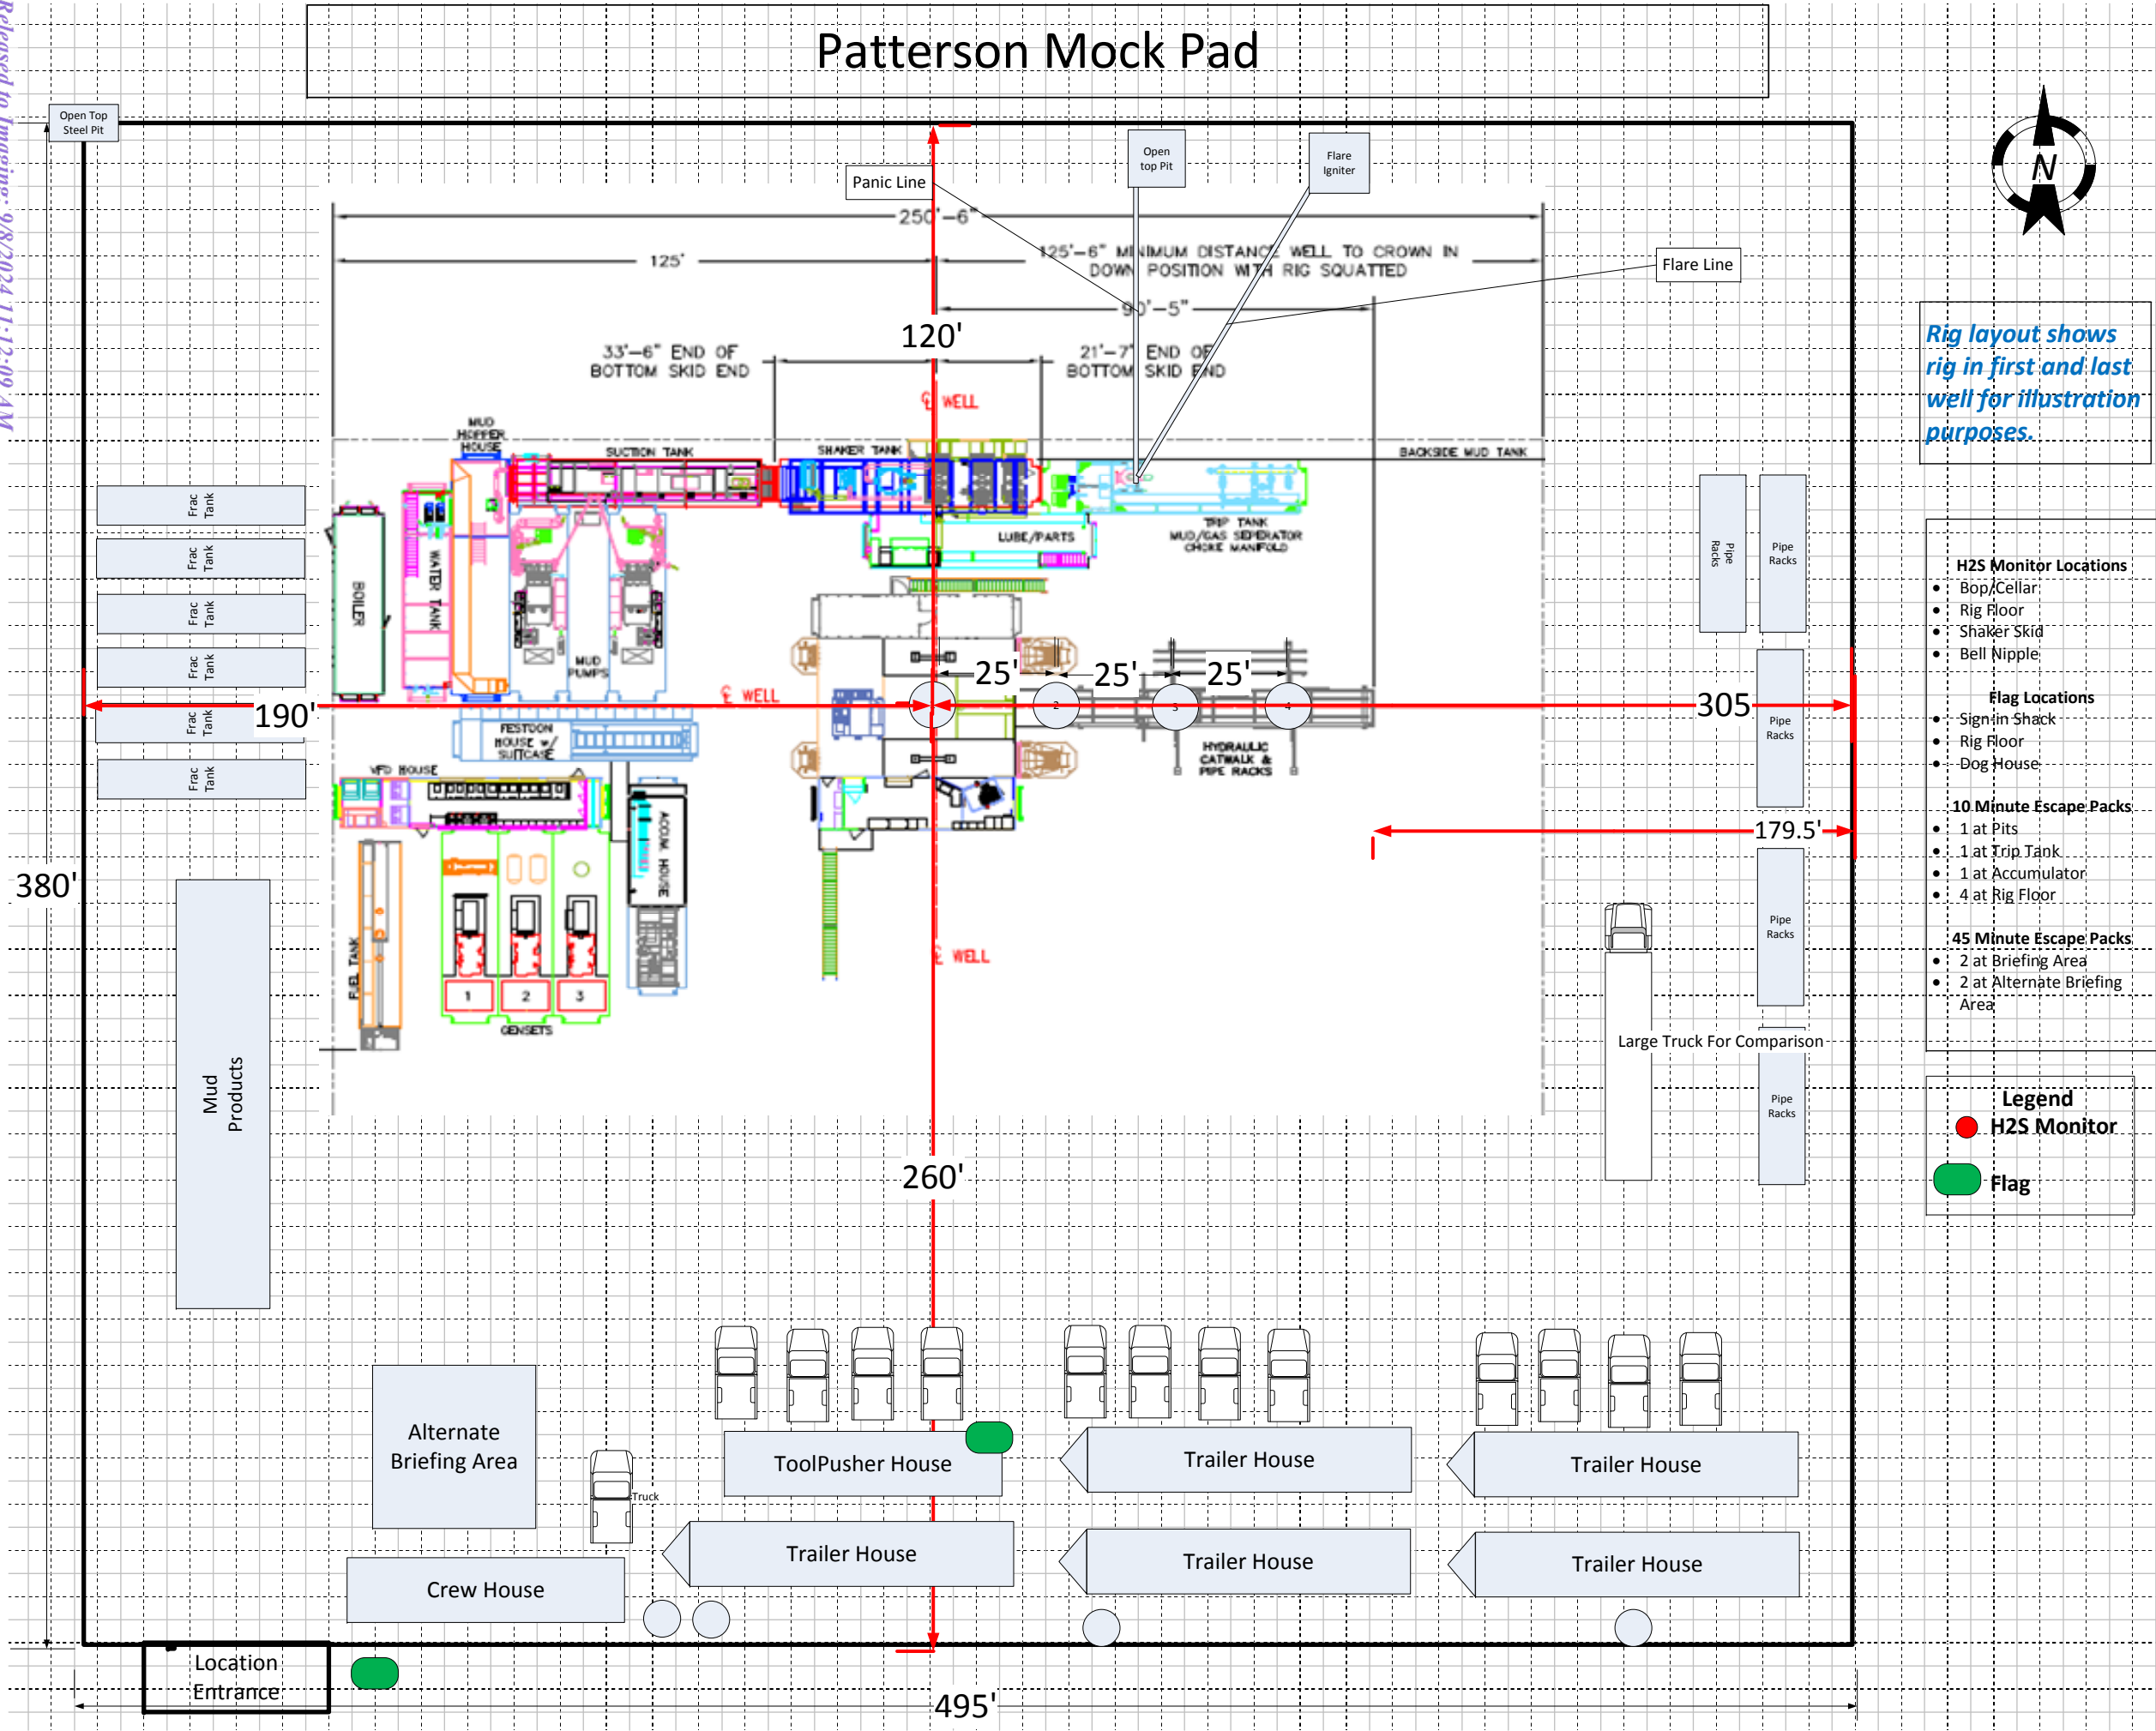 Released to Imaging: 9/8/2024 11:12:09 AM
Patterson Mock Pad
Open Top
Steel Pit
Panic Line
Open
top Pit
Flare
Igniter
N
Flare Line
250'-6"
125'
125'-6" MINIMUM DISTANCE WELL TO CROWN IN
DOWN POSITION WITH RIG SQUATTED
90'-5"
120'
33'-6" END OF
BOTTOM SKID END
21'-7" END OF
BOTTOM SKID END
℄ WELL
Rig layout shows
rig in first and last
well for illustration
purposes.
MUD
HOPPER
HOUSE
SUCTION TANK
SHAKER TANK
BACKSIDE MUD TANK
Frac
Tank
Frac
Tank
Frac
Tank
Frac
Tank
Frac
Tank
Frac
Tank
BOILER
WATER TANK
MUD
PUMPS
LUBE/PARTS
TRIP TANK
MUD/GAS SEPERATOR
CHOKE MANIFOLD
Pipe
Racks
Pipe
Racks
Pipe
Racks
Pipe
Racks
Pipe
Racks
25'
25'
25'
2
3
4
℄ WELL
190'
305
FESTOON
HOUSE w/
SUITCASE
HYDRAULIC
CATWALK &
PIPE RACKS
VFD HOUSE
ACCUM. HOUSE
179.5'
380'
FUEL TANK
1
2
3
GENSETS
℄ WELL
Mud
Products
Large Truck For Comparison
260'
H2S Monitor Locations
• Bop/Cellar
• Rig Floor
• Shaker Skid
• Bell Nipple
Flag Locations
• Sign in Shack
• Rig Floor
• Dog House
10 Minute Escape Packs
• 1 at Pits
• 1 at Trip Tank
• 1 at Accumulator
• 4 at Rig Floor
45 Minute Escape Packs
• 2 at Briefing Area
• 2 at Alternate Briefing
Area
Legend
H2S Monitor
Flag
Alternate
Briefing Area
Truck
ToolPusher House
Trailer House
Trailer House
Crew House
Trailer House
Trailer House
Trailer House
Location
Entrance
495'